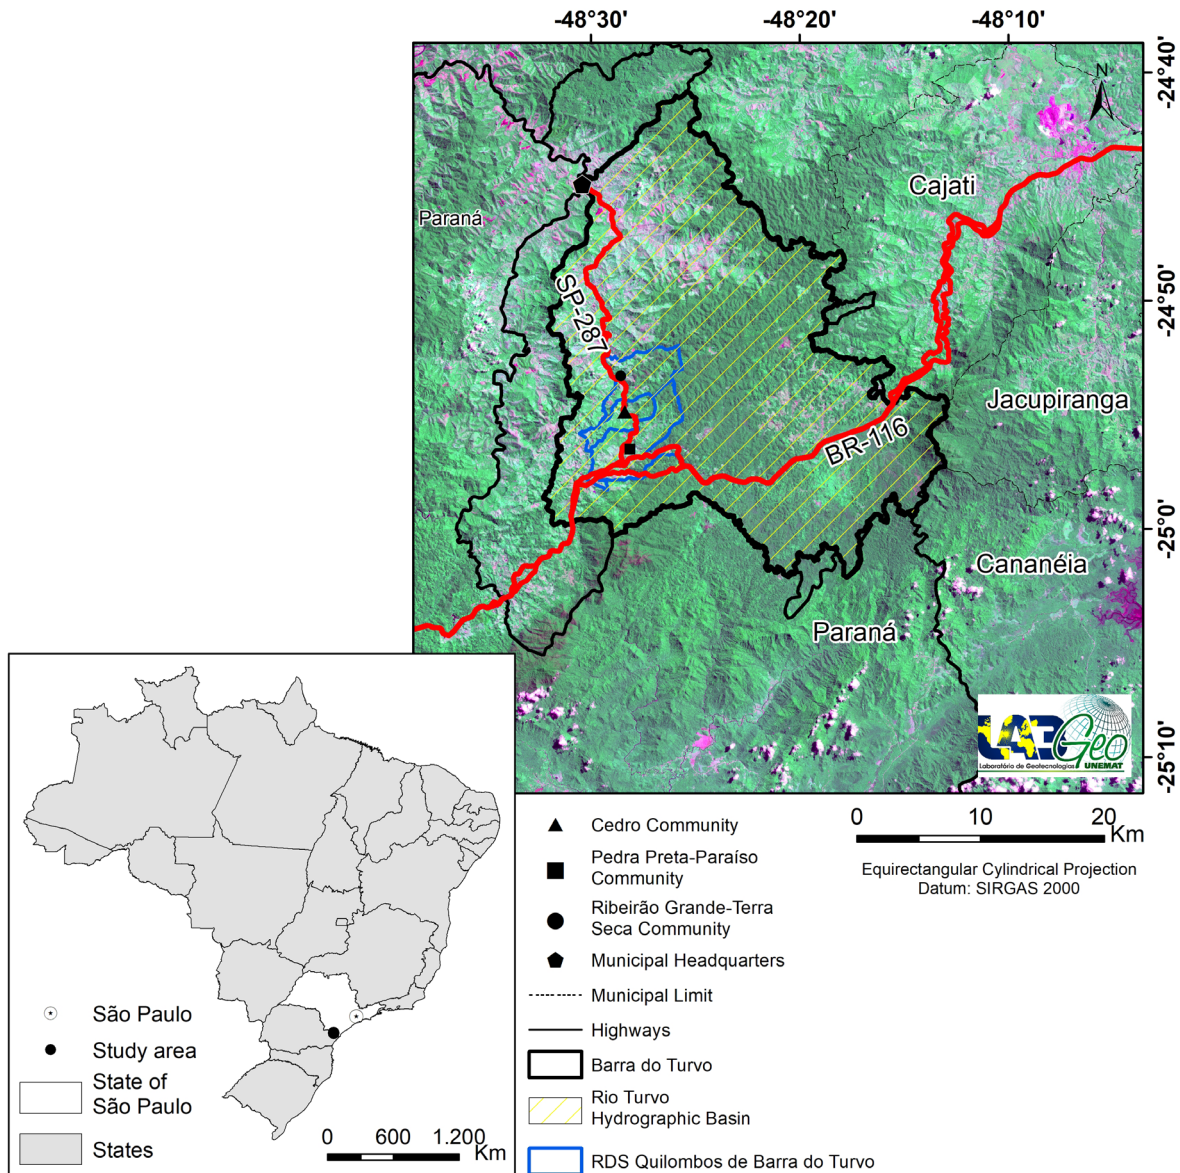 -48°30' -48°20' -48°10'
-24°40'
N
Cajati
Paraná
SP-287
-24°50'
Jacupiranga
BR-116
-25°0'
Cananéia
Paraná
-25°10'
LABGeo
UNEMAT
Laboratório de Geotecnologias
0 10 20
Km
Equirectangular Cylindrical Projection
Datum: SIRGAS 2000
Cedro Community
Pedra Preta-Paraíso
Community
Ribeirão Grande-Terra
Seca Community
Municipal Headquarters
Municipal Limit
Highways
Barra do Turvo
Rio Turvo
Hydrographic Basin
RDS Quilombos de Barra do Turvo
São Paulo
Study area
State of
São Paulo
States
0 600 1.200
Km